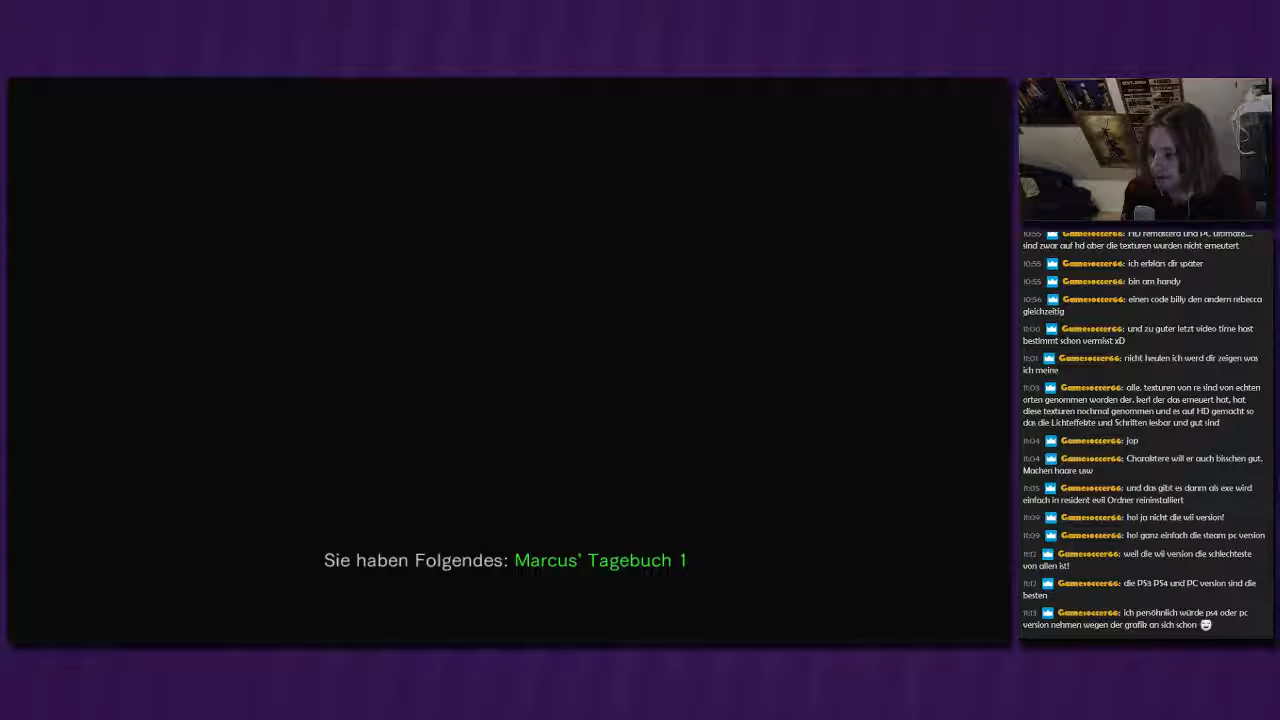 Sie haben Folgendes: Marcus' Tagebuch 1
10:55 Gamesoccer66: HD remasterd und PC ultimate....
sind zwar auf hd aber die texturen wurden nicht erneutert
10:55 Gamesoccer66: ich erklärs dir später
10:55 Gamesoccer66: bin am handy
10:56 Gamesoccer66: einen code billy den andern rebecca
gleichzeitig
11:00 Gamesoccer66: und zu guter letzt video time hast
bestimmt schon vermisst xD
11:01 Gamesoccer66: nicht heulen ich werd dir zeigen was
ich meine
11:03 Gamesoccer66: alle. texturen von re sind von echten
orten genommen worden der. kerl der das erneuert hat, hat
diese texturen nochmal genommen und es auf HD gemacht so
das die Lichteffekte und Schriften lesbar und gut sind
11:04 Gamesoccer66: jop
11:04 Gamesoccer66: Charaktere will er auch bisschen gut.
Machen haare usw
11:05 Gamesoccer66: und das gibt es dann als exe wird
einfach in resident evil Ordner reininstalliert
11:09 Gamesoccer66: hol ja nicht die wii version!
11:09 Gamesoccer66: hol ganz einfach die steam pc version
11:12 Gamesoccer66: weil die wii version die schlechteste
von allen ist!
11:12 Gamesoccer66: die PS3 PS4 und PC version sind die
besten
11:13 Gamesoccer66: ich persöhnlich würde ps4 oder pc
version nehmen wegen der grafik an sich schon